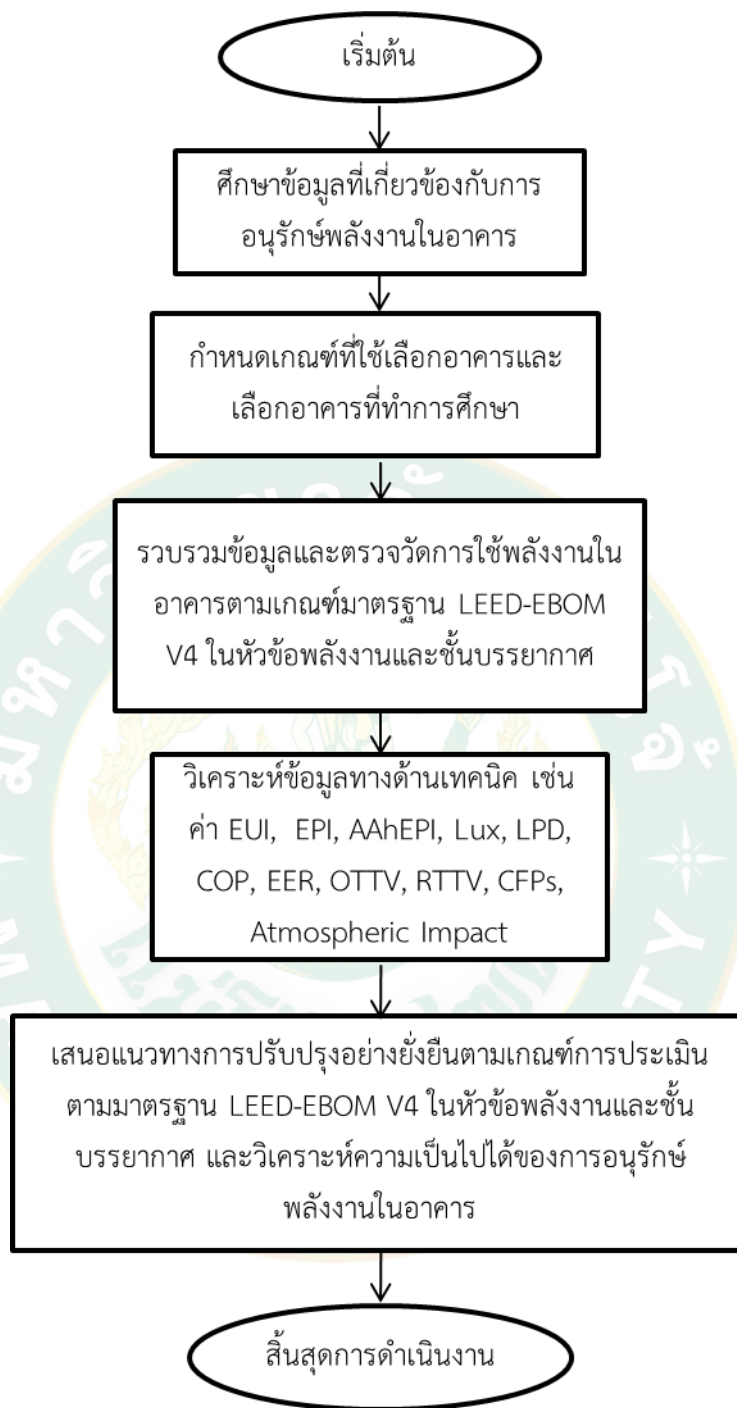 เริ่มต้น
ศึกษาข้อมูลที่เกี่ยวข้องกับการ
อนุรักษ์พลังงานในอาคาร
กำหนดเกณฑ์ที่ใช้เลือกอาคารและ
เลือกอาคารที่ทำการศึกษา
รวบรวมข้อมูลและตรวจวัดการใช้พลังงานใน
อาคารตามเกณฑ์มาตรฐาน LEED-EBOM
V4 ในหัวข้อพลังงานและชั้นบรรยากาศ
วิเคราะห์ข้อมูลทางด้านเทคนิค เช่น
ค่า EUI, EPI, AAhEPI, Lux, LPD,
COP, EER, OTTV, RTTV, CFPs,
Atmospheric Impact
เสนอแนวทางการปรับปรุงอย่างยั่งยืนตามเกณฑ์การประเมิน
ตามมาตรฐาน LEED-EBOM V4 ในหัวข้อพลังงานและชั้น
บรรยากาศ และวิเคราะห์ความเป็นไปได้ของการอนุรักษ์
พลังงานในอาคาร
สิ้นสุดการดำเนินงาน